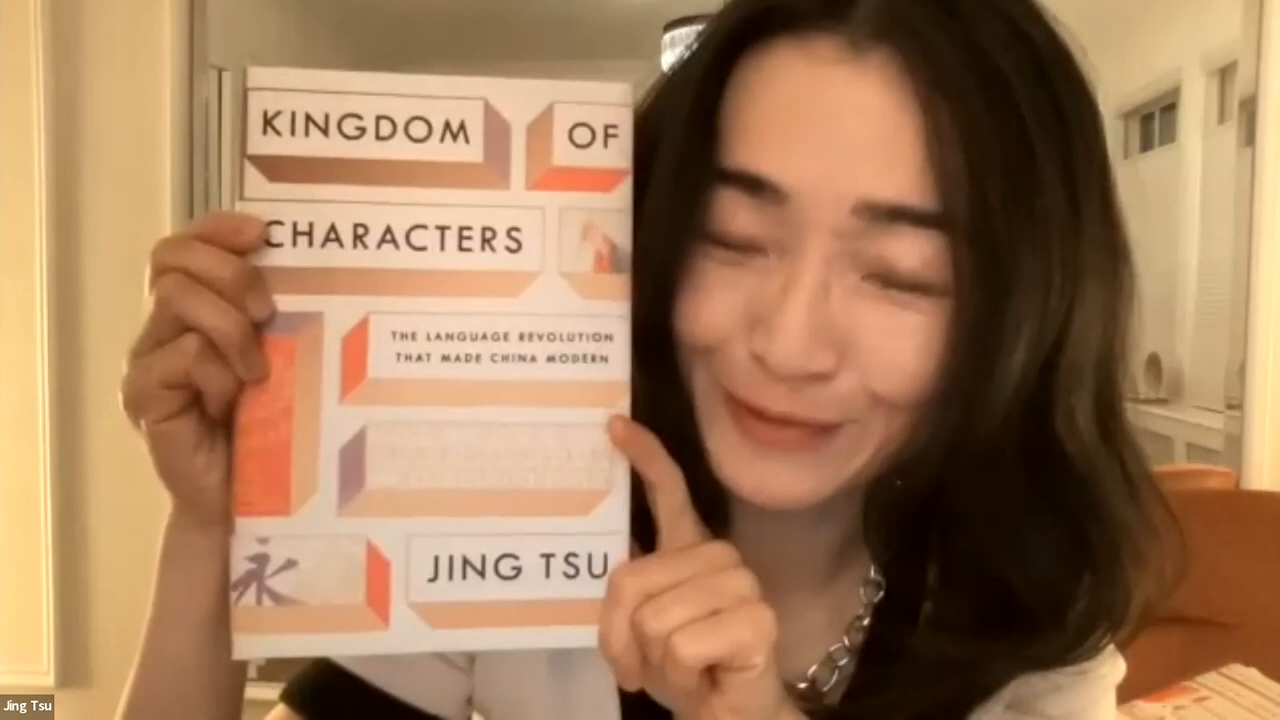 KINGDOM OF
CHARACTERS
THE LANGUAGE REVOLUTION
THAT MADE CHINA MODERN
永
JING TSU
Jing Tsu